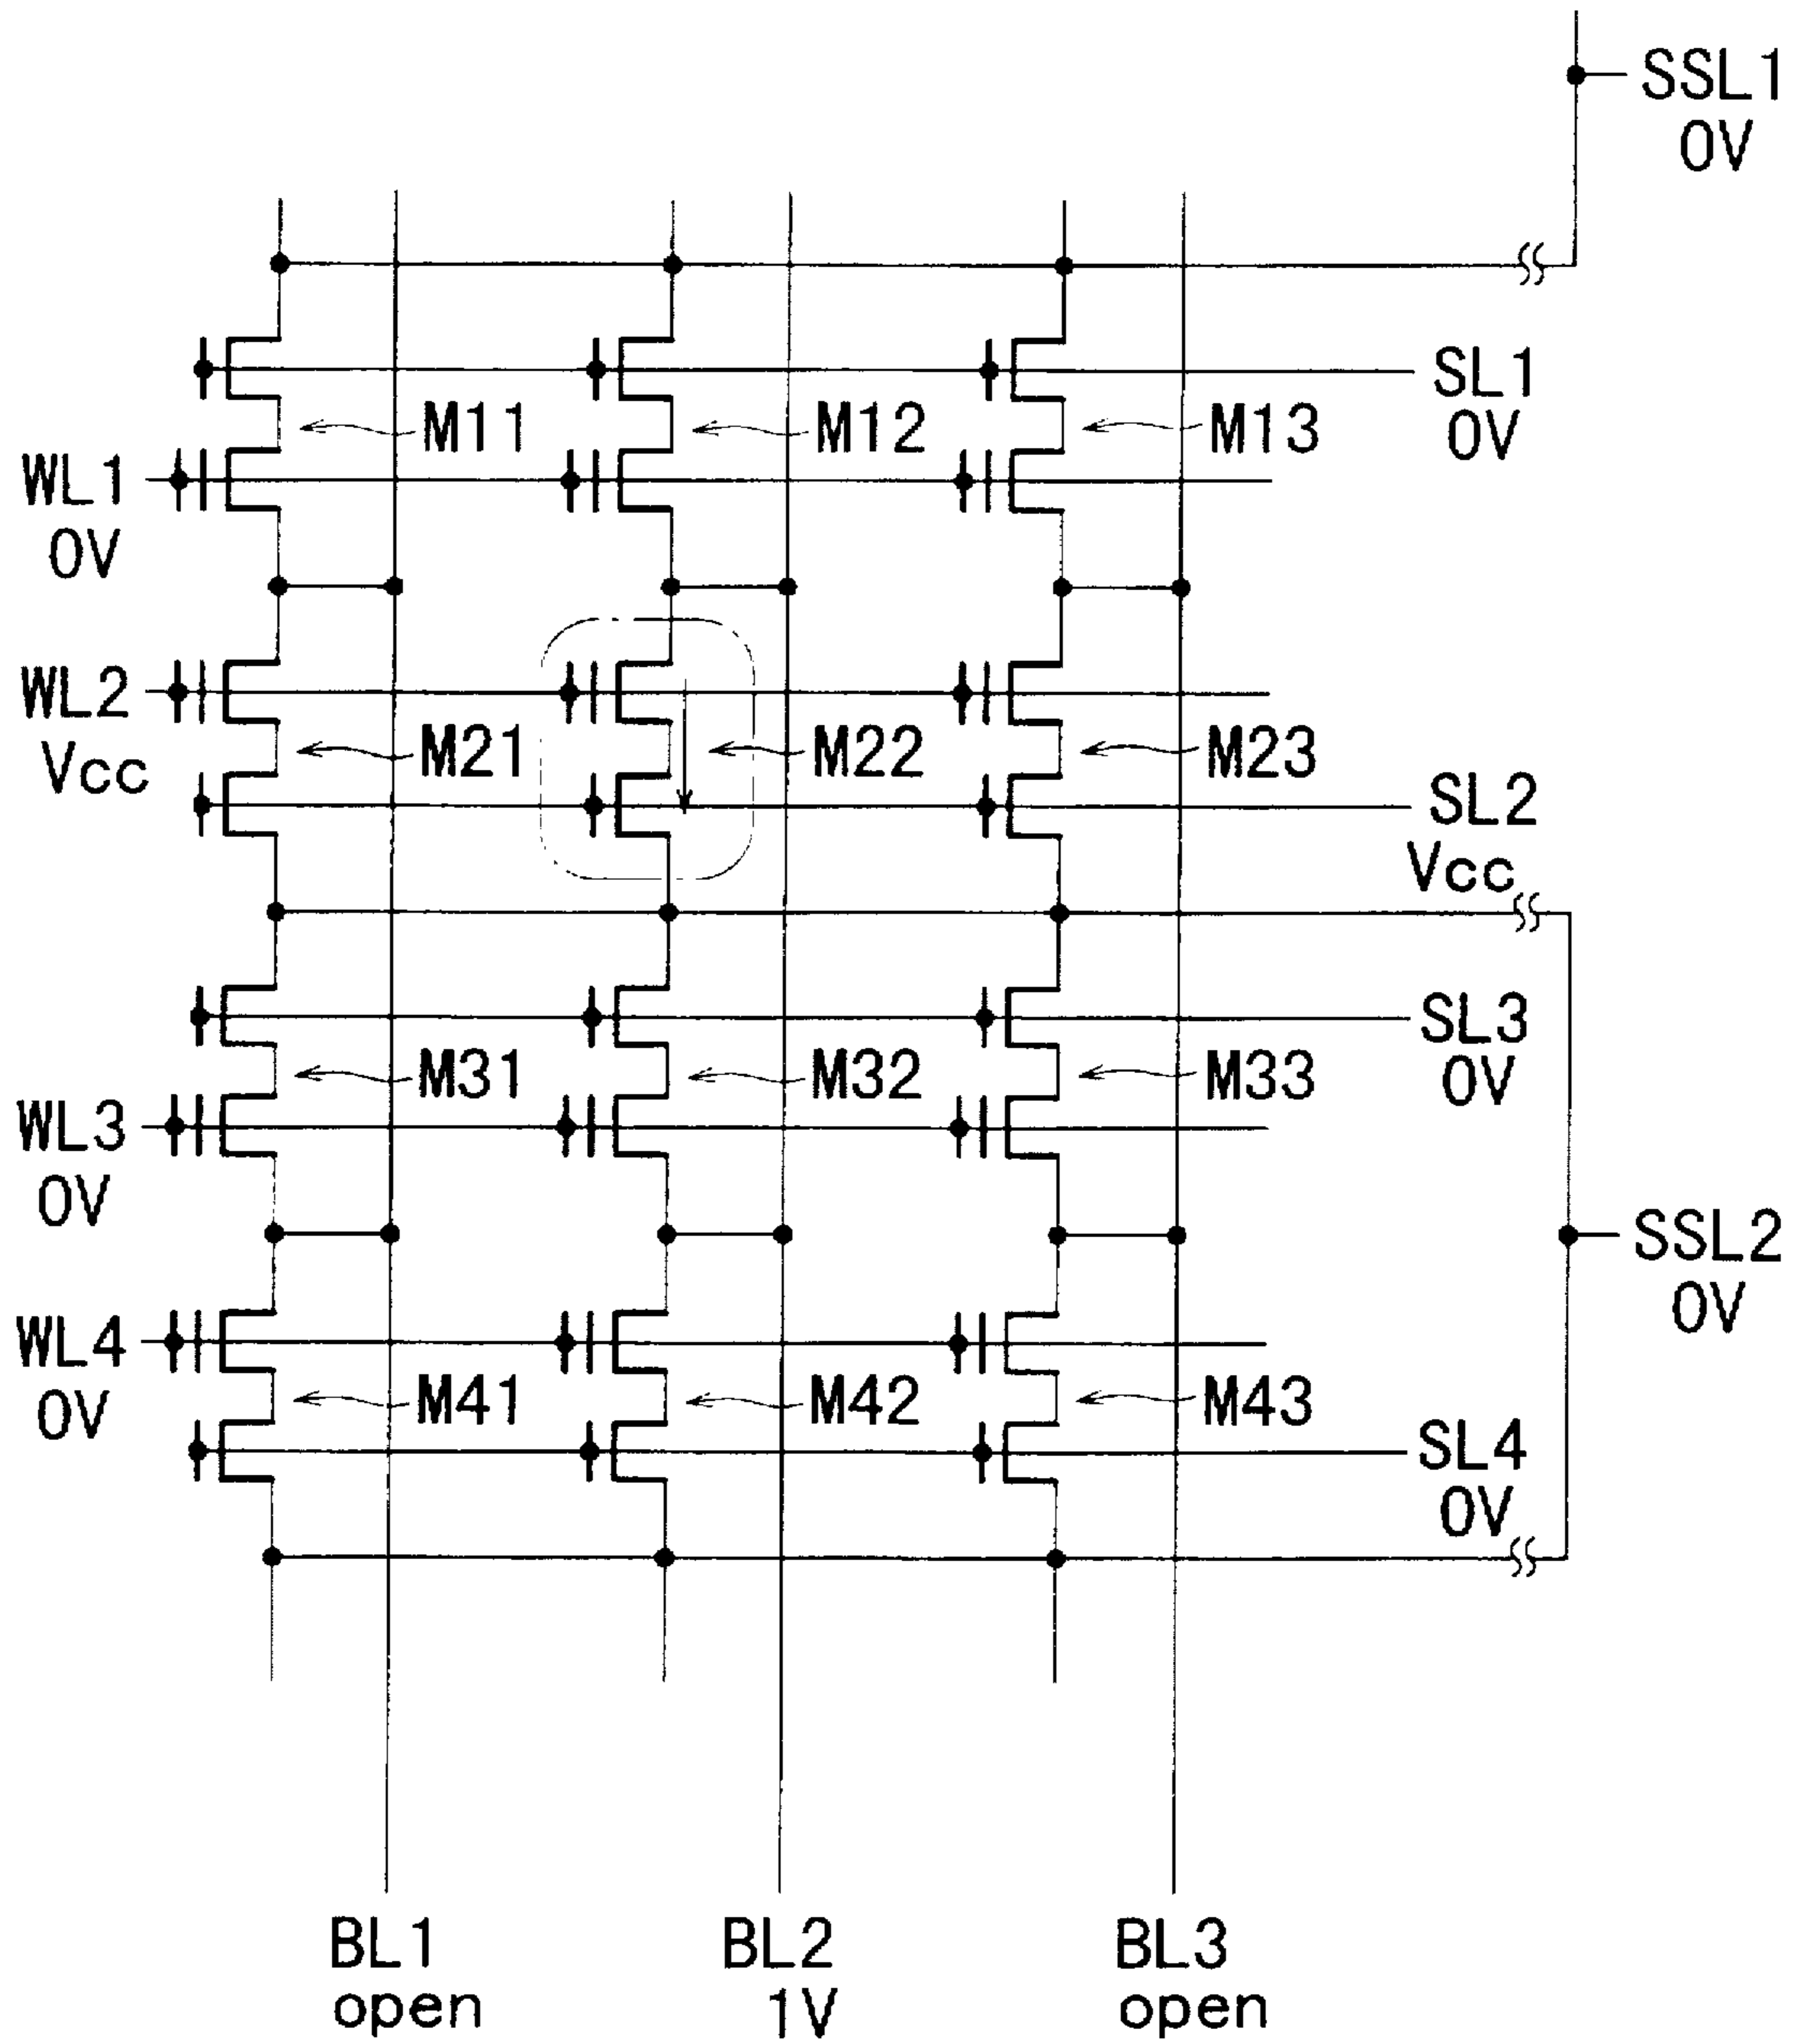 SSL1
0V
SL1
0V
M11
M12
M13
WL1
0V
WL2
Vcc
M21
M22
M23
SL2
Vcc
SL3
0V
M31
M32
M33
WL3
0V
SSL2
0V
WL4
0V
M41
M42
M43
SL4
0V
BL1
open
BL2
1V
BL3
open